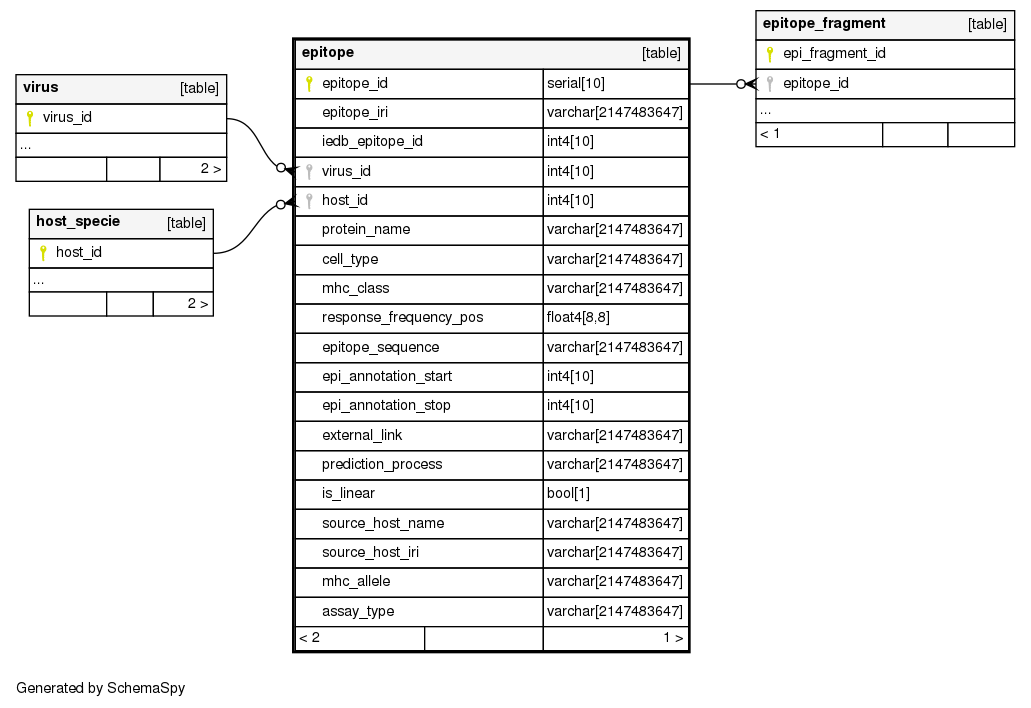 virus [table]
virus_id
...
2 >
host_specie [table]
host_id
...
2 >
epitope [table]
epitope_id serial[10]
epitope_iri varchar[2147483647]
iedb_epitope_id int4[10]
virus_id int4[10]
host_id int4[10]
protein_name varchar[2147483647]
cell_type varchar[2147483647]
mhc_class varchar[2147483647]
response_frequency_pos float4[8,8]
epitope_sequence varchar[2147483647]
epi_annotation_start int4[10]
epi_annotation_stop int4[10]
external_link varchar[2147483647]
prediction_process varchar[2147483647]
is_linear bool[1]
source_host_name varchar[2147483647]
source_host_iri varchar[2147483647]
mhc_allele varchar[2147483647]
assay_type varchar[2147483647]
< 2 1 >
epitope_fragment [table]
epi_fragment_id
epitope_id
...
< 1
Generated by SchemaSpy